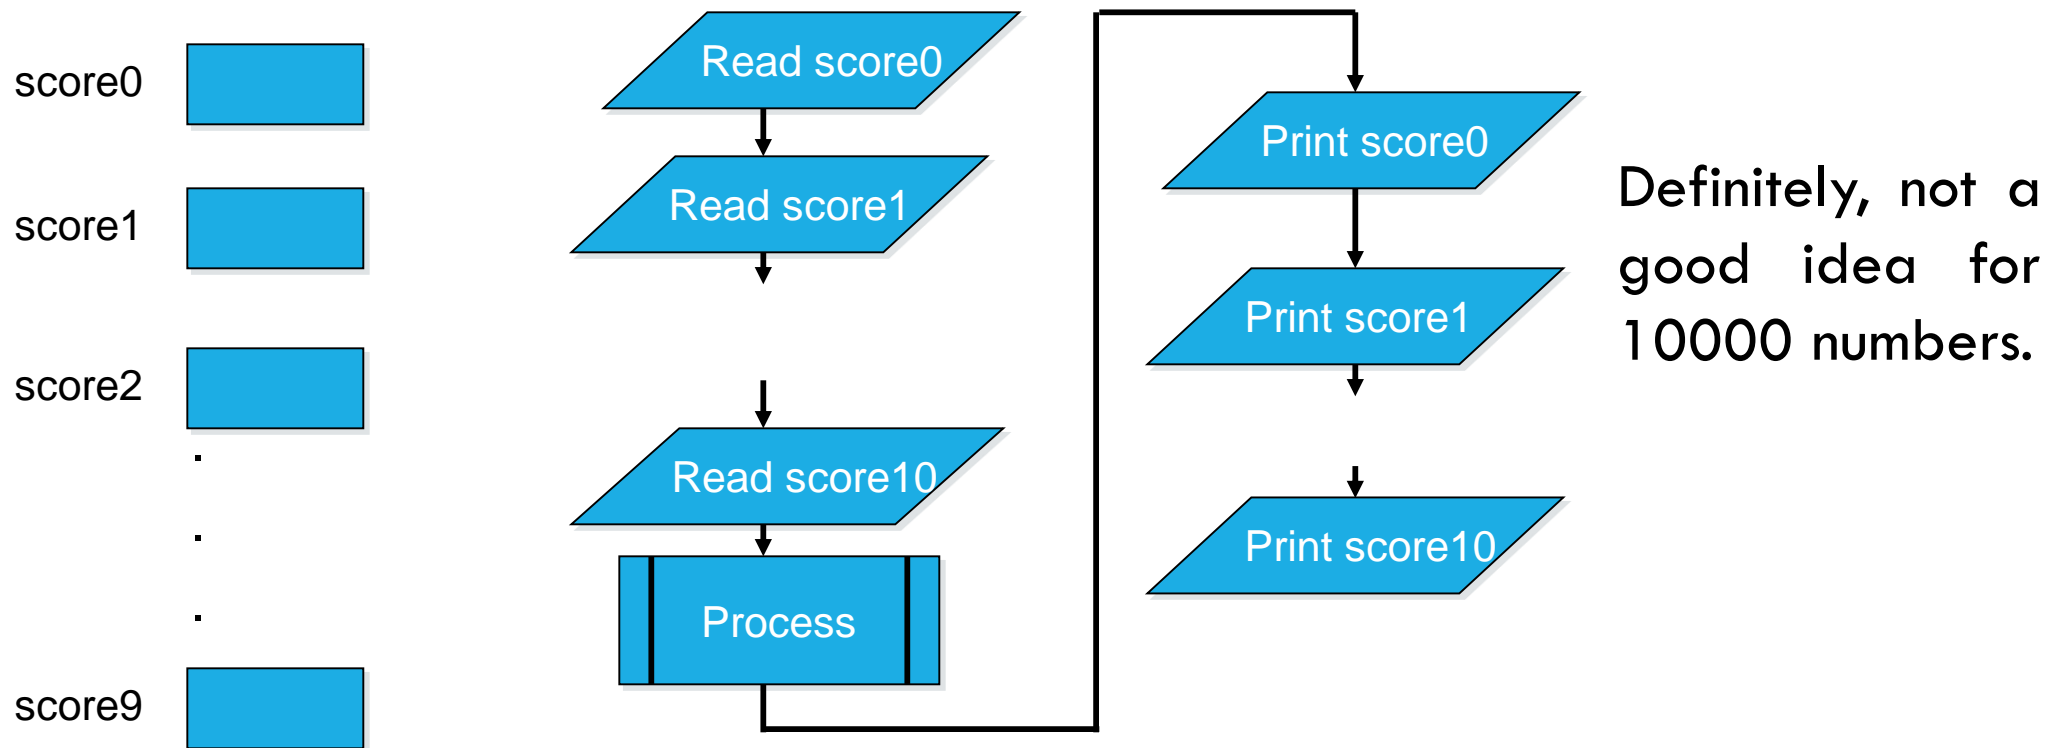 score0
score1
score2
.
.
.
score9
Read score0
Read score1
Read score10
Process
Print score0
Print score1
Print score10
Definitely, not a
good idea for
10000 numbers.